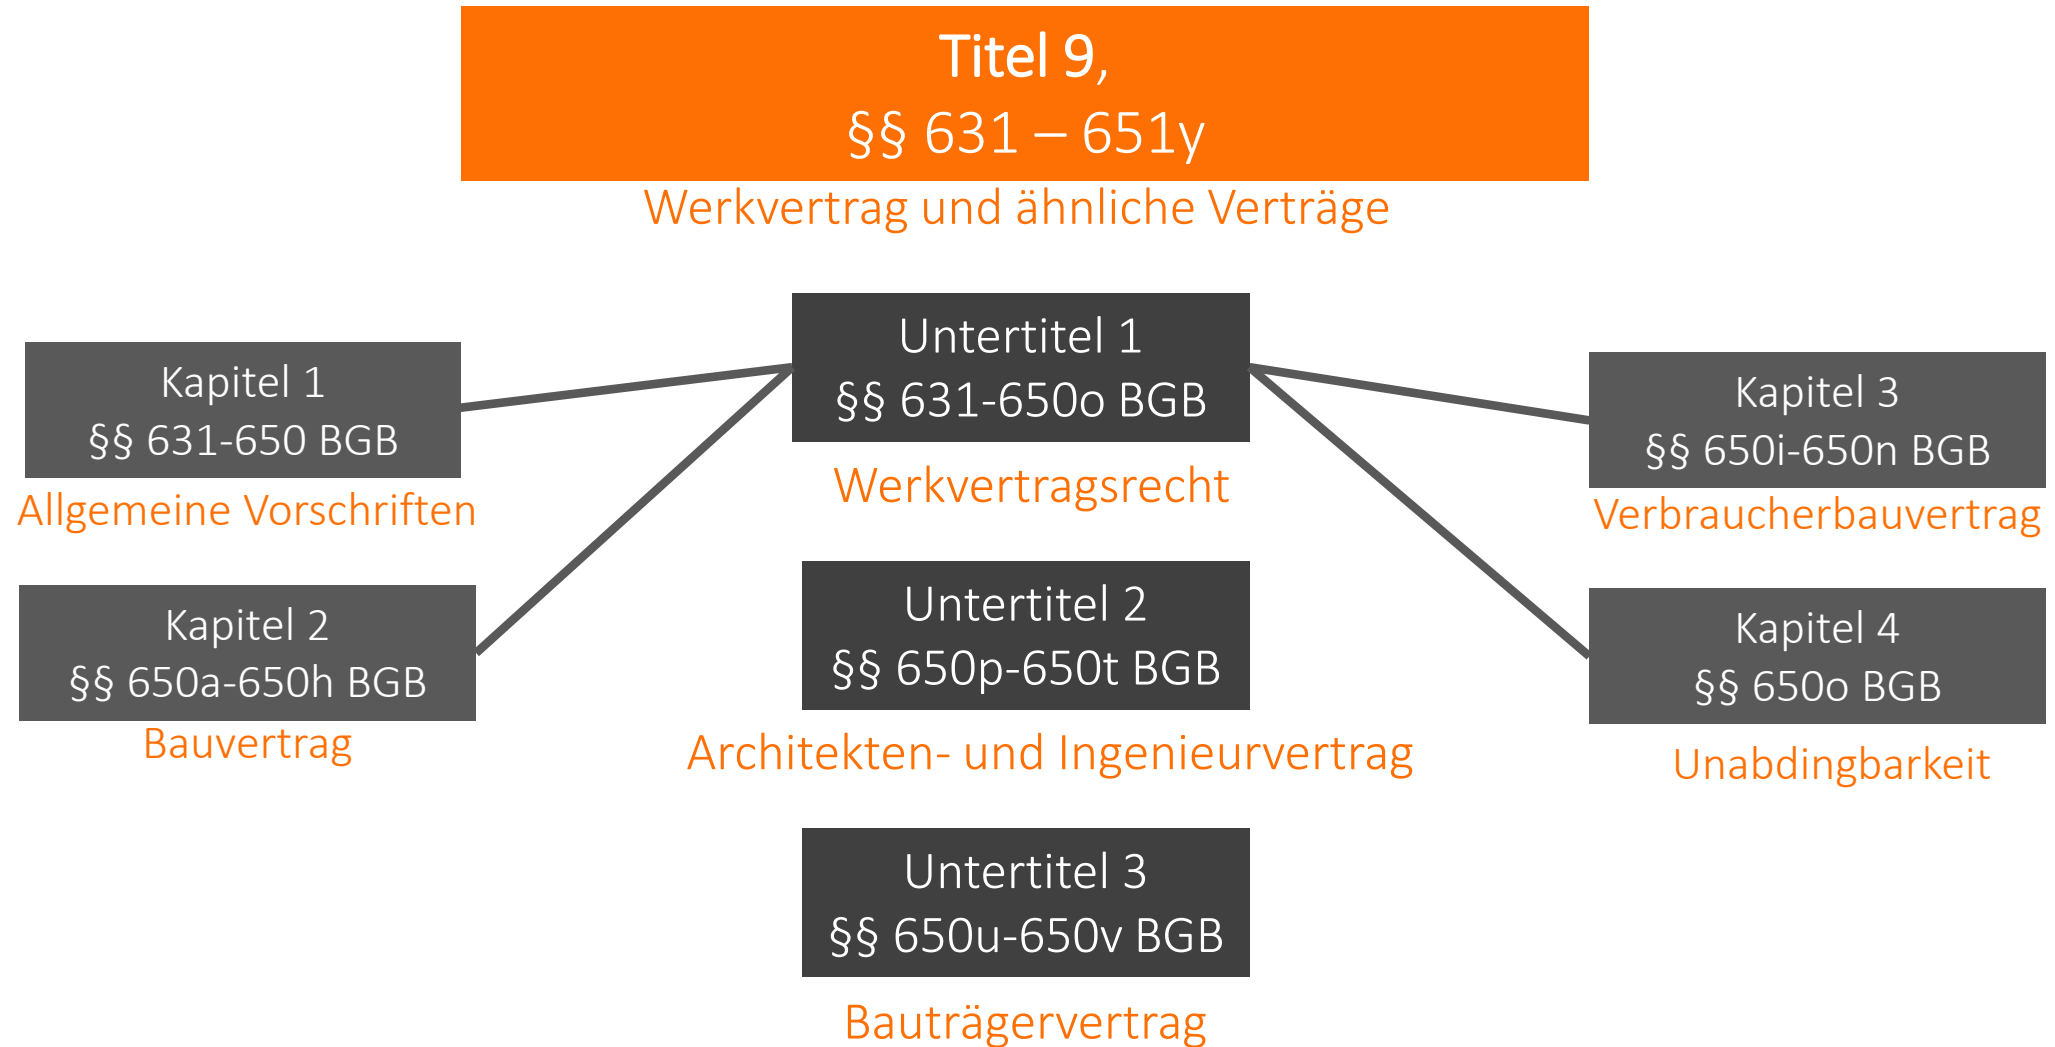 Titel 9,
§§ 631 – 651y
Werkvertrag und ähnliche Verträge
Untertitel 1
§§ 631-650o BGB
Werkvertragsrecht
Kapitel 1
§§ 631-650 BGB
Allgemeine Vorschriften
Kapitel 2
§§ 650a-650h BGB
Bauvertrag
Kapitel 3
§§ 650i-650n BGB
Verbraucherbauvertrag
Kapitel 4
§§ 650o BGB
Unabdingbarkeit
Untertitel 2
§§ 650p-650t BGB
Architekten- und Ingenieurvertrag
Untertitel 3
§§ 650u-650v BGB
Bauträgervertrag